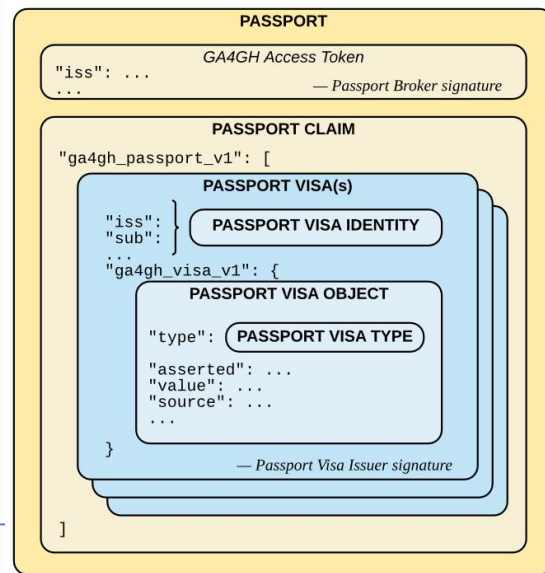 PASSPORT
GA4GH Access Token
"iss": ...
...
— Passport Broker signature
PASSPORT CLAIM
"ga4gh_passport_v1": [
PASSPORT VISA(s)
"iss":
"sub":
}
PASSPORT VISA IDENTITY
...
"ga4gh_visa_v1": {
PASSPORT VISA OBJECT
"type": PASSPORT VISA TYPE
"asserted": ...
"value": ...
"source": ...
...
}
— Passport Visa Issuer signature
]